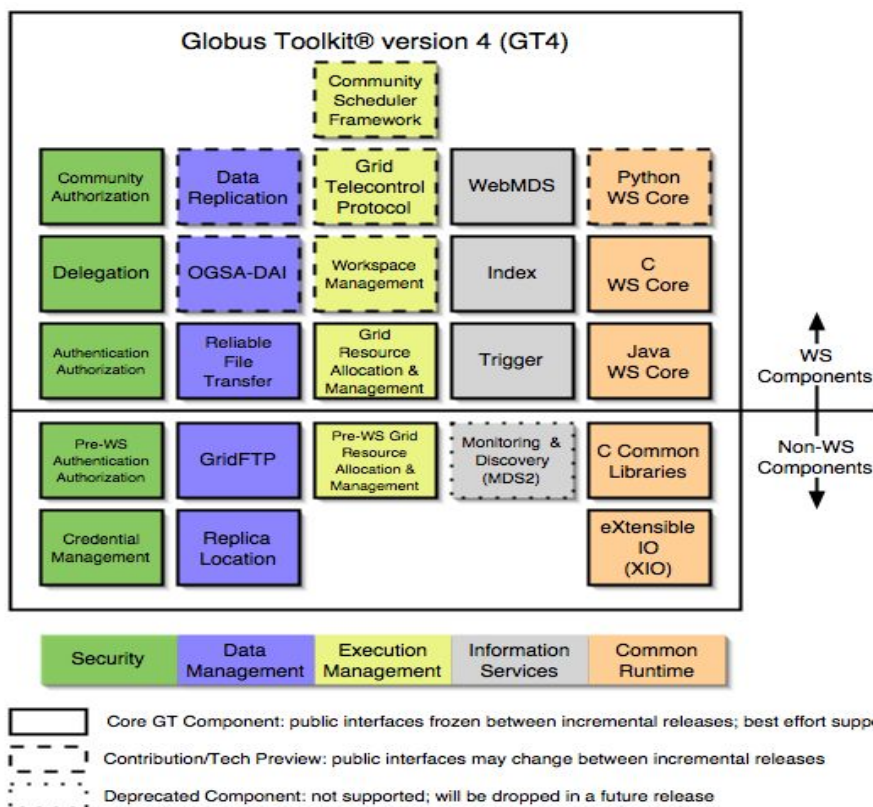 Globus Toolkit® version 4 (GT4)
Community
Scheduler
Framework
Community
Authorization
Data
Replication
Grid
Telecontrol
Protocol
WebMDS
Python
WS Core
Delegation
OGSA-DAI
Workspace
Management
Index
C
WS Core
Authentication
Authorization
Reliable
File
Transfer
Grid
Resource
Allocation &
Management
Trigger
Java
WS Core
WS
Components
Pre-WS
Authentication
Authorization
GridFTP
Pre-WS Grid
Resource
Allocation &
Management
Monitoring &
Discovery
(MDS2)
C Common
Libraries
Non-WS
Components
Credential
Management
Replica
Location
eXtensible
IO
(XIO)
Security
Data
Management
Execution
Management
Information
Services
Common
Runtime
Core GT Component: public interfaces frozen between incremental releases; best effort suppo
Contribution/Tech Preview: public interfaces may change between incremental releases
Deprecated Component: not supported; will be dropped in a future release